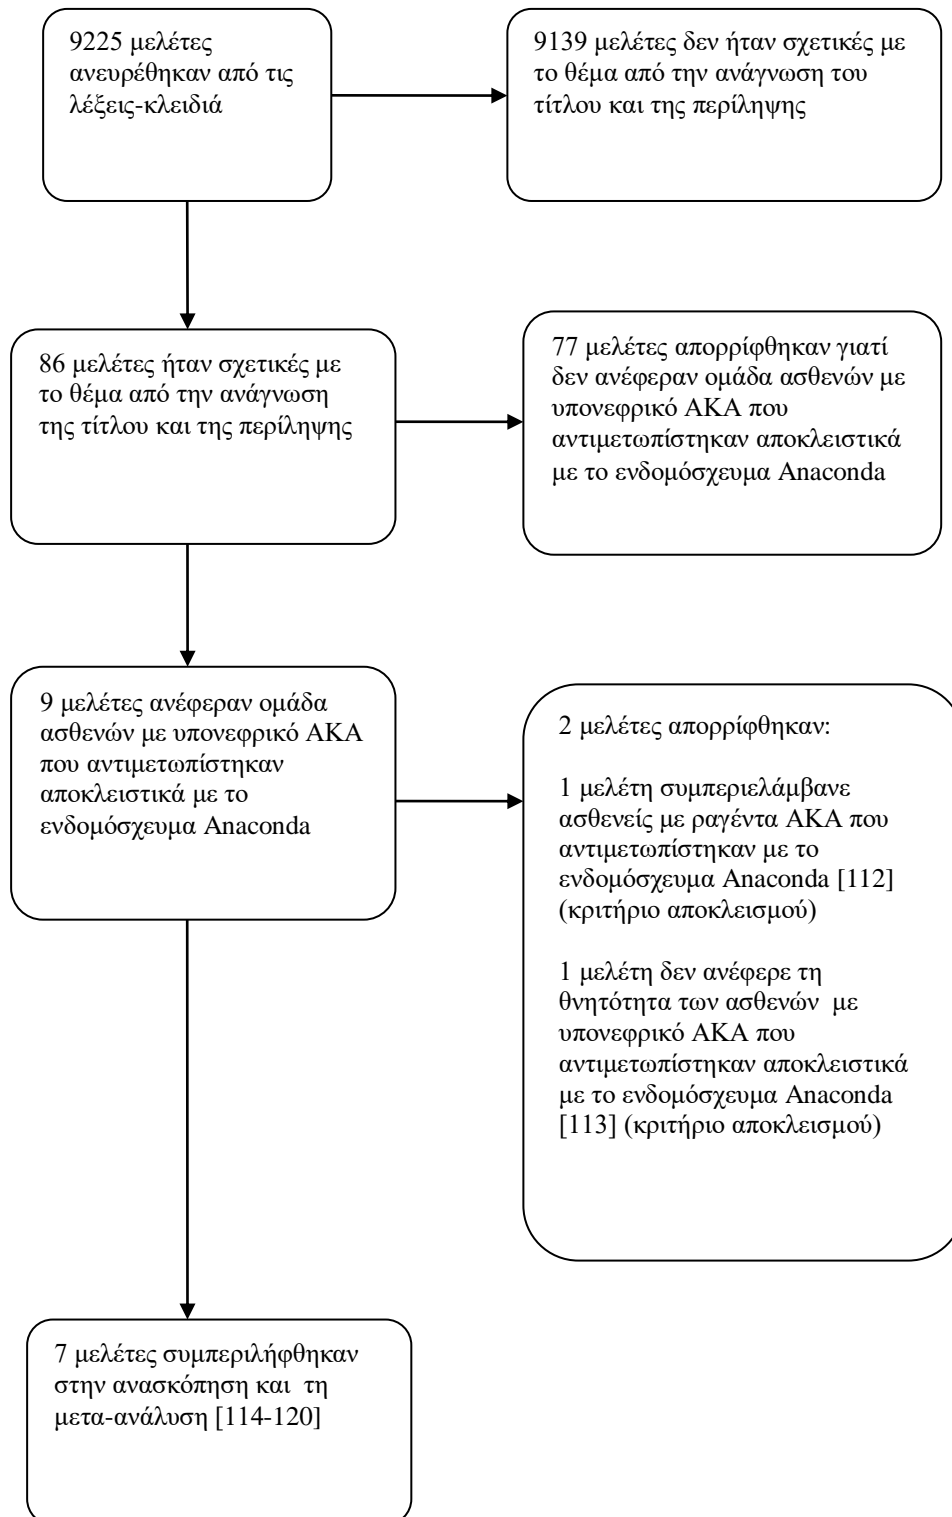 9225 μελέτες
ανευρέθηκαν από τις
λέξεις-κλειδιά
9139 μελέτες δεν ήταν σχετικές με
το θέμα από την ανάγνωση του
τίτλου και της περίληψης
86 μελέτες ήταν σχετικές με
το θέμα από την ανάγνωση
της τίτλου και της περίληψης
77 μελέτες απορρίφθηκαν γιατί
δεν ανέφεραν ομάδα ασθενών με
υπονεφρικό ΑΚΑ που
αντιμετωπίστηκαν αποκλειστικά
με το ενδομόσχευμα Anaconda
9 μελέτες ανέφεραν ομάδα
ασθενών με υπονεφρικό ΑΚΑ
που αντιμετωπίστηκαν
αποκλειστικά με το
ενδομόσχευμα Anaconda
2 μελέτες απορρίφθηκαν:
1 μελέτη συμπεριελάμβανε
ασθενείς με ραγέντα ΑΚΑ που
αντιμετωπίστηκαν με το
ενδομόσχευμα Anaconda [112]
(κριτήριο αποκλεισμού)
1 μελέτη δεν ανέφερε τη
θνητότητα των ασθενών με
υπονεφρικό ΑΚΑ που
αντιμετωπίστηκαν αποκλειστικά
με το ενδομόσχευμα Anaconda
[113] (κριτήριο αποκλεισμού)
7 μελέτες συμπεριλήφθηκαν
στην ανασκόπηση και τη
μετα-ανάλυση [114-120]